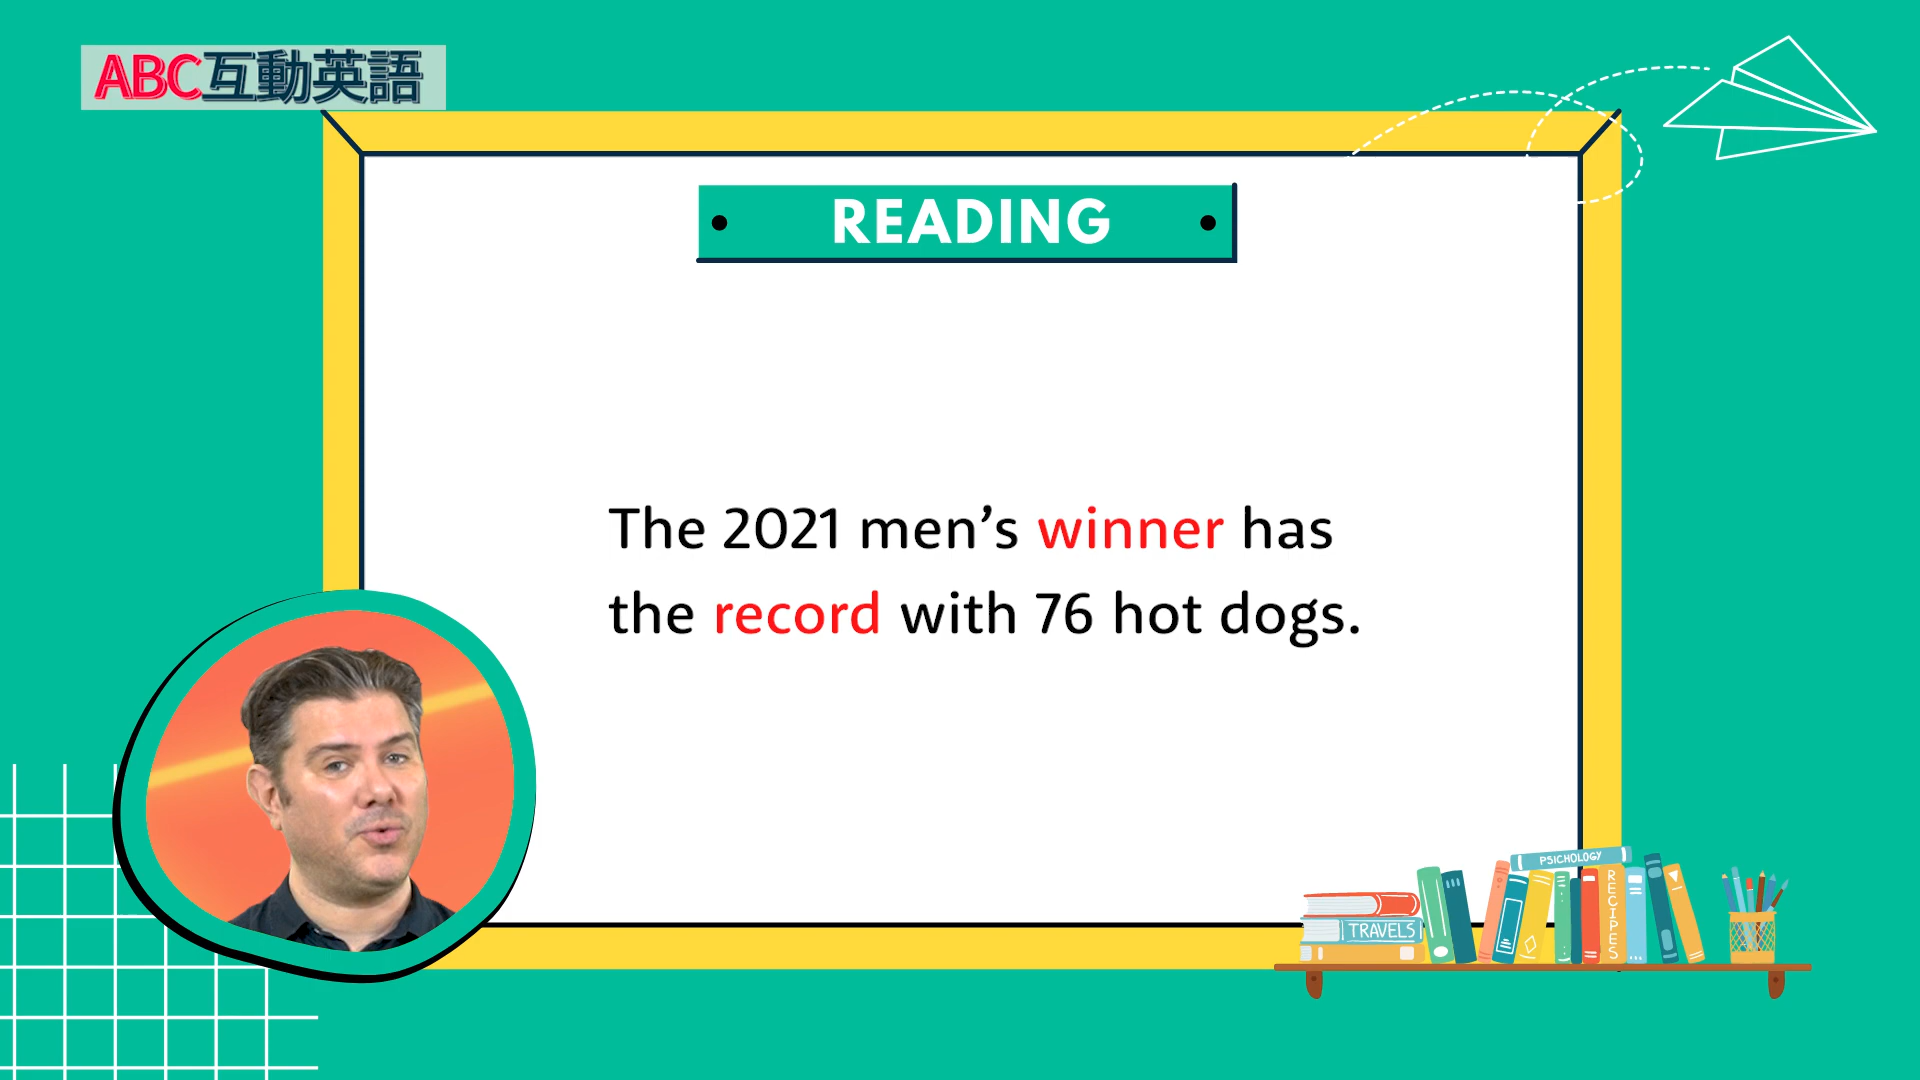 ABC互動英語
READING
The 2021 men's winner has
the record with 76 hot dogs.
PSICHOLOGY
RECIPES
TRAVELS